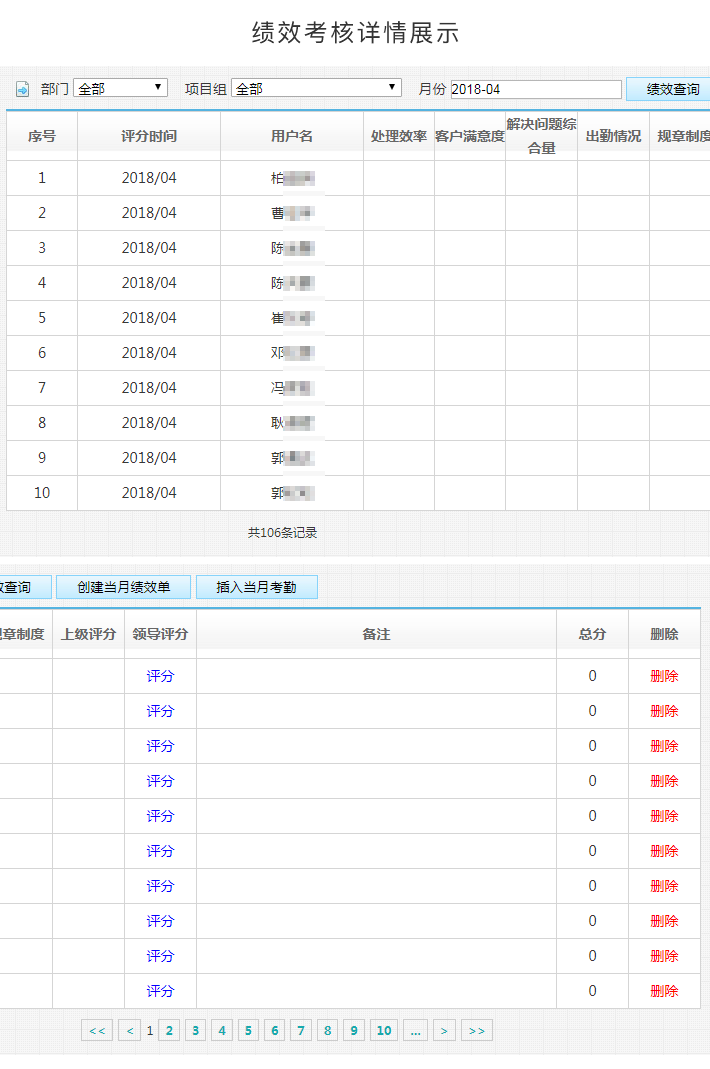 绩效考核详情展示
部门 全部 项目组 全部 月份 2018-04 绩效查询
序号 评分时间 用户名 处理效率 客户满意度 解决问题综合量 出勤情况 规章制度
1 2018/04 柏
2 2018/04 曹
3 2018/04 陈
4 2018/04 陈
5 2018/04 崔
6 2018/04 邓
7 2018/04 冯
8 2018/04 耿
9 2018/04 郭
10 2018/04 郭
共106条记录
效查询 创建当月绩效单 插入当月考勤
规章制度 上级评分 领导评分 备注 总分 删除
评分 0 删除
评分 0 删除
评分 0 删除
评分 0 删除
评分 0 删除
评分 0 删除
评分 0 删除
评分 0 删除
评分 0 删除
评分 0 删除
<< < 1 2 3 4 5 6 7 8 9 10 ... > >>